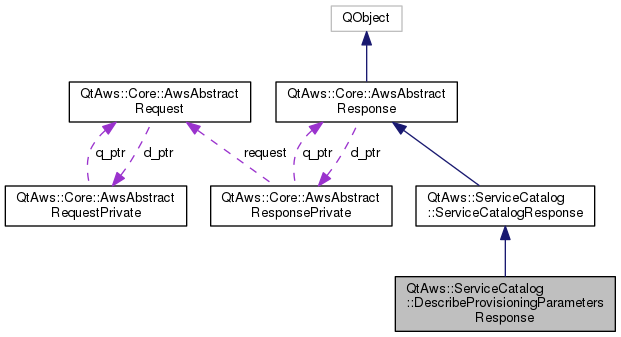 QObject
QtAws::Core::AwsAbstract
Request
QtAws::Core::AwsAbstract
Response
q_ptr
d_ptr
request
q_ptr
d_ptr
QtAws::Core::AwsAbstract
RequestPrivate
QtAws::Core::AwsAbstract
ResponsePrivate
QtAws::ServiceCatalog
::ServiceCatalogResponse
QtAws::ServiceCatalog
::DescribeProvisioningParameters
Response